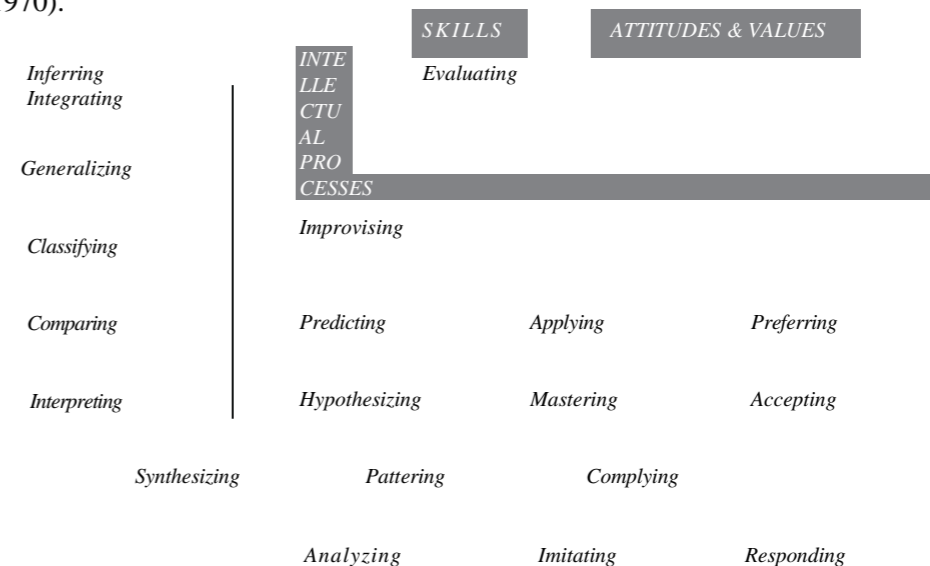 1970).
SKILLS ATTITUDES & VALUES
INTE
LLE
CTU
AL
PRO
CESSES
Inferring Evaluating
Integrating
Generalizing
Improvising
Classifying
Comparing Predicting Applying Preferring
Interpreting Hypothesizing Mastering Accepting
Synthesizing Pattering Complying
Analyzing Imitating Responding